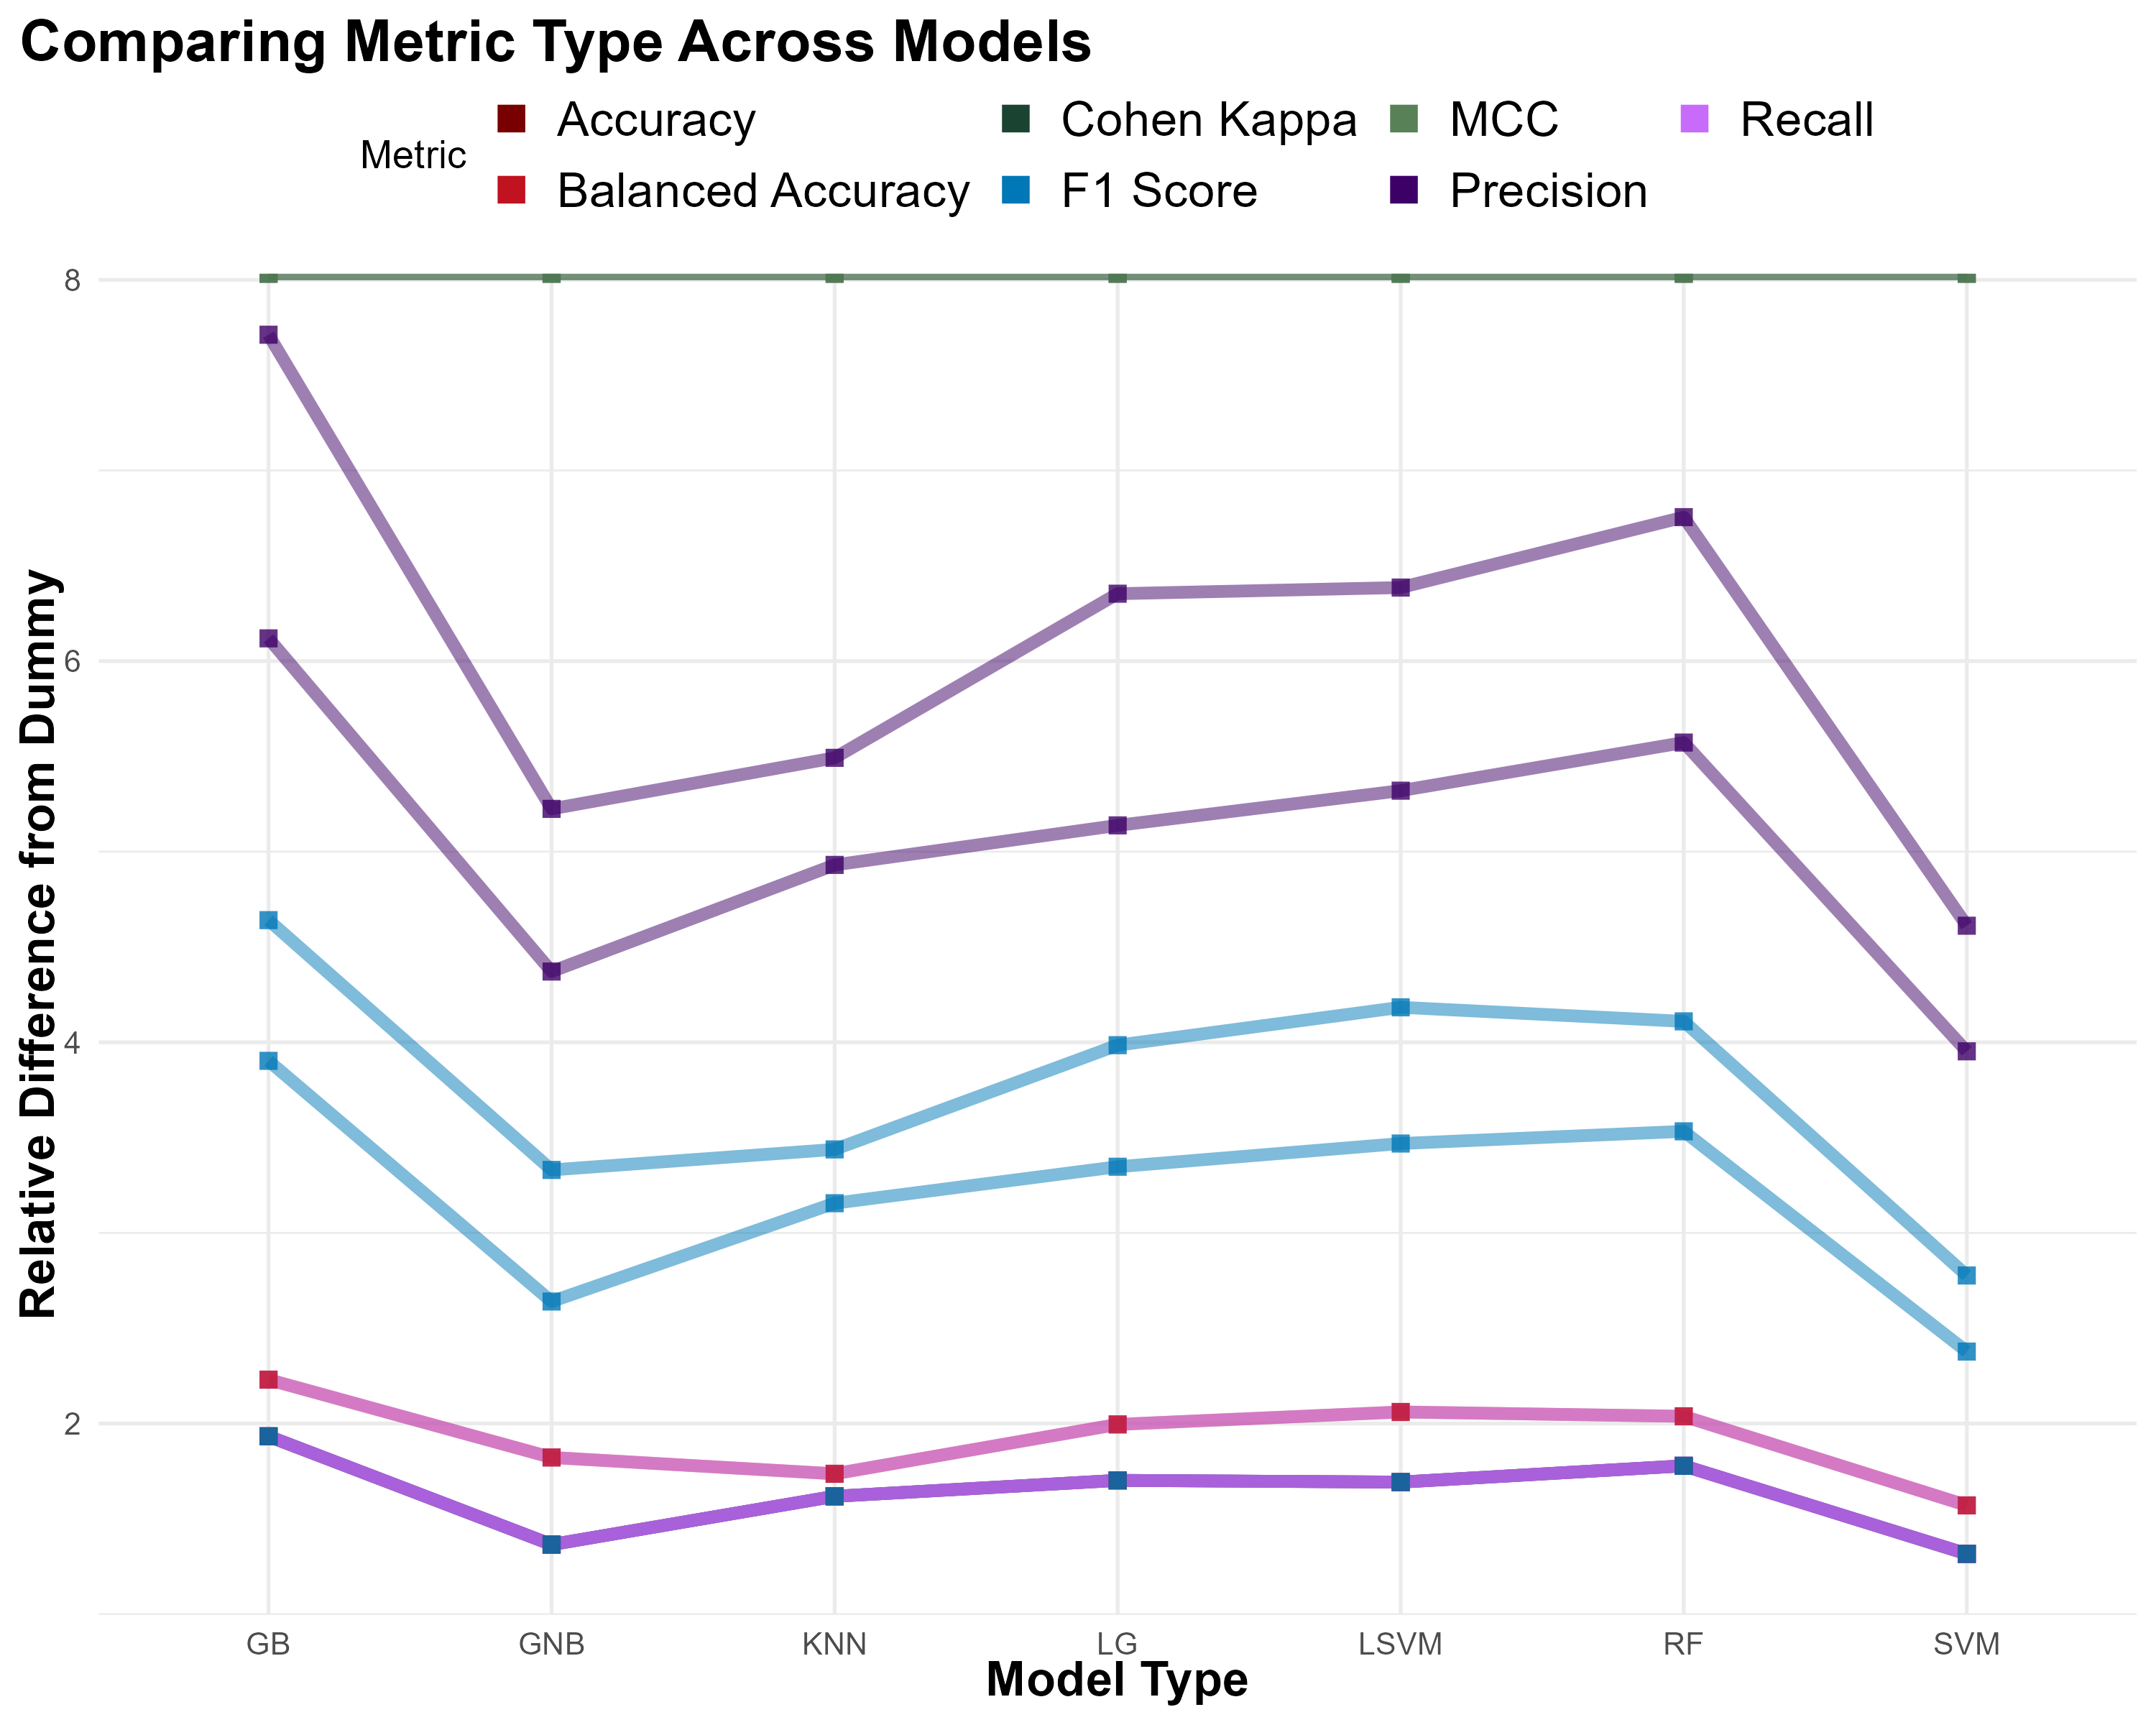 Comparing Metric Type Across Models
Metric
Accuracy
Cohen Kappa
MCC
Recall
Balanced Accuracy
F1 Score
Precision
Relative Difference from Dummy
8
6
4
2
GB
GNB
KNN
LG
LSVM
RF
SVM
Model Type